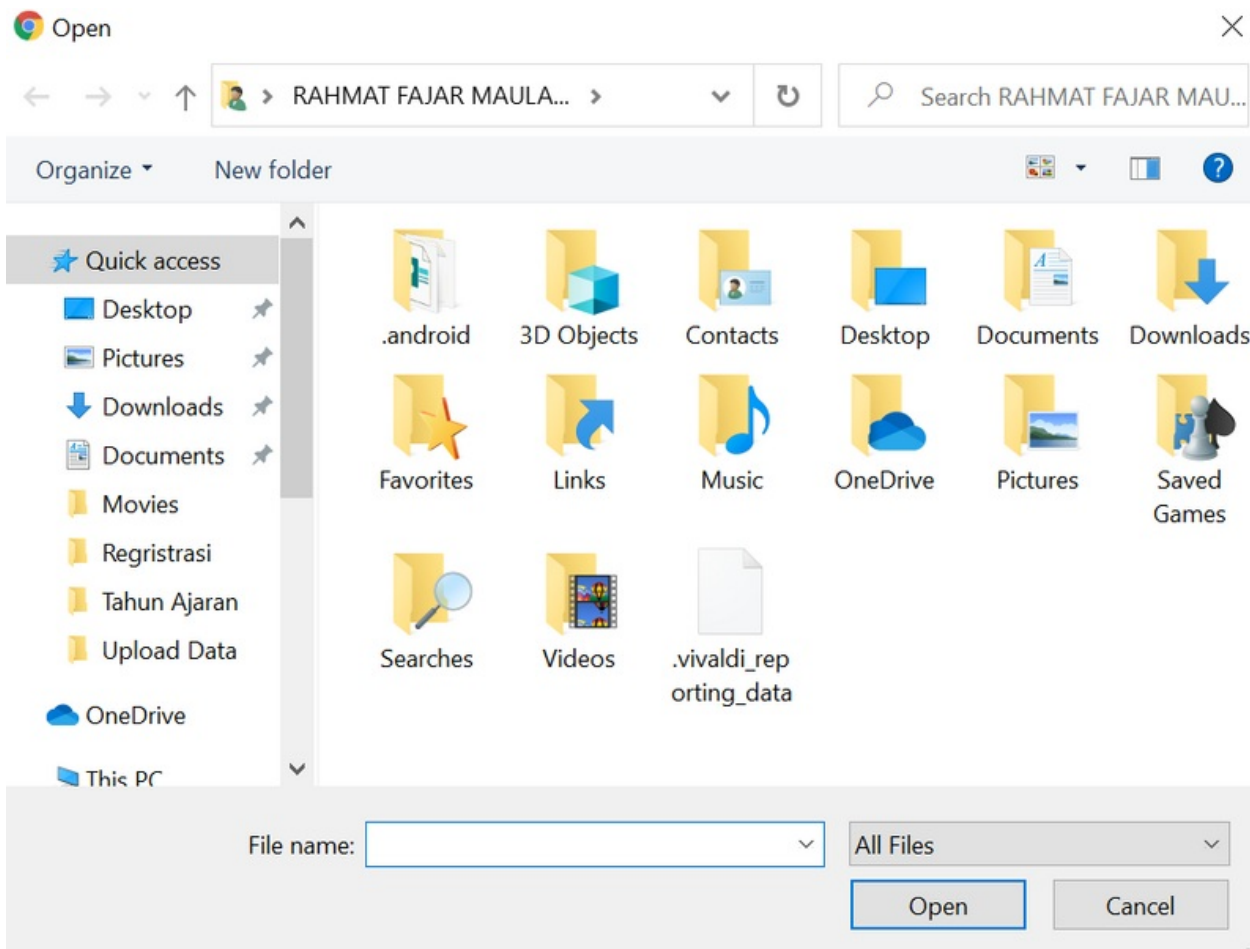 Open
RAHMAT FAJAR MAULA...
Search RAHMAT FAJAR MAU...
Organize
New folder
?
Quick access
Desktop
Pictures
Downloads
Documents
Movies
Regristrasi
Tahun Ajaran
Upload Data
OneDrive
This PC
.android
3D Objects
Contacts
Desktop
Documents
Downloads
Favorites
Links
Music
OneDrive
Pictures
Saved
Games
Searches
Videos
.vivaldi_rep
orting_data
File name:
All Files
Open
Cancel